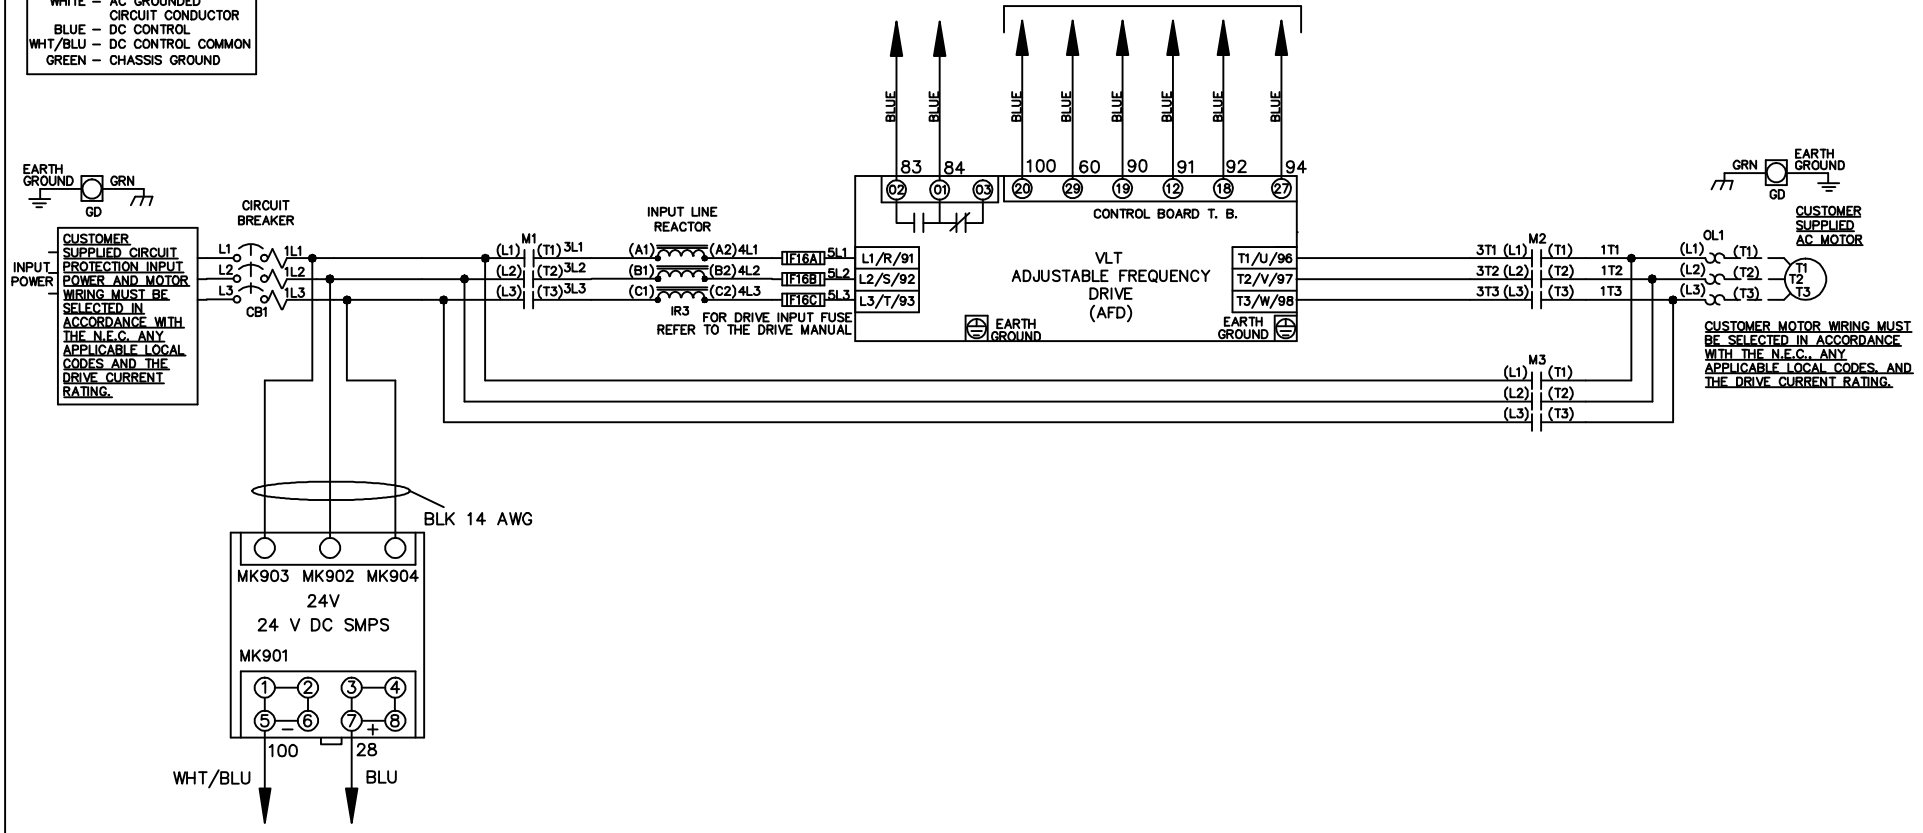 WHITE – AC GROUNDED
CIRCUIT CONDUCTOR
BLUE – DC CONTROL
WHT/BLU – DC CONTROL COMMON
GREEN – CHASSIS GROUND
BLUE
BLUE
BLUE
BLUE
BLUE
BLUE
BLUE
BLUE
83
84
100
60
90
91
92
94
02
01
03
20
29
19
12
18
27
CONTROL BOARD T. B.
EARTH
GROUND
GRN
GD
CIRCUIT
BREAKER
INPUT
POWER
CUSTOMER
SUPPLIED CIRCUIT
PROTECTION INPUT
POWER AND MOTOR
WIRING MUST BE
SELECTED IN
ACCORDANCE WITH
THE N.E.C. ANY
APPLICABLE LOCAL
CODES AND THE
DRIVE CURRENT
RATING.
L1
L2
L3
1L1
1L2
1L3
CB1
M1
(L1) (T1) 3L1
(L2) (T2) 3L2
(L3) (T3) 3L3
INPUT LINE
REACTOR
(A1) (A2) 4L1
(B1) (B2) 4L2
(C1) (C2) 4L3
IR3
F16A 5L1
F16B 5L2
F16C 5L3
FOR DRIVE INPUT FUSE
REFER TO THE DRIVE MANUAL
L1/R/91
L2/S/92
L3/T/93
VLT
ADJUSTABLE FREQUENCY
DRIVE
(AFD)
T1/U/96
T2/V/97
T3/W/98
EARTH
GROUND
EARTH
GROUND
M2
3T1 (L1) (T1) 1T1
3T2 (L2) (T2) 1T2
3T3 (L3) (T3) 1T3
OL1
(L1) (T1)
(L2) (T2)
(L3) (T3)
T1
T2
T3
GRN
GD
EARTH
GROUND
CUSTOMER
SUPPLIED
AC MOTOR
CUSTOMER MOTOR WIRING MUST
BE SELECTED IN ACCORDANCE
WITH THE N.E.C., ANY
APPLICABLE LOCAL CODES, AND
THE DRIVE CURRENT RATING.
M3
(L1) (T1)
(L2) (T2)
(L3) (T3)
BLK 14 AWG
MK903 MK902 MK904
24V
24 V DC SMPS
MK901
1 2 3 4
5 – 6 7 + 8
100
28
WHT/BLU
BLU